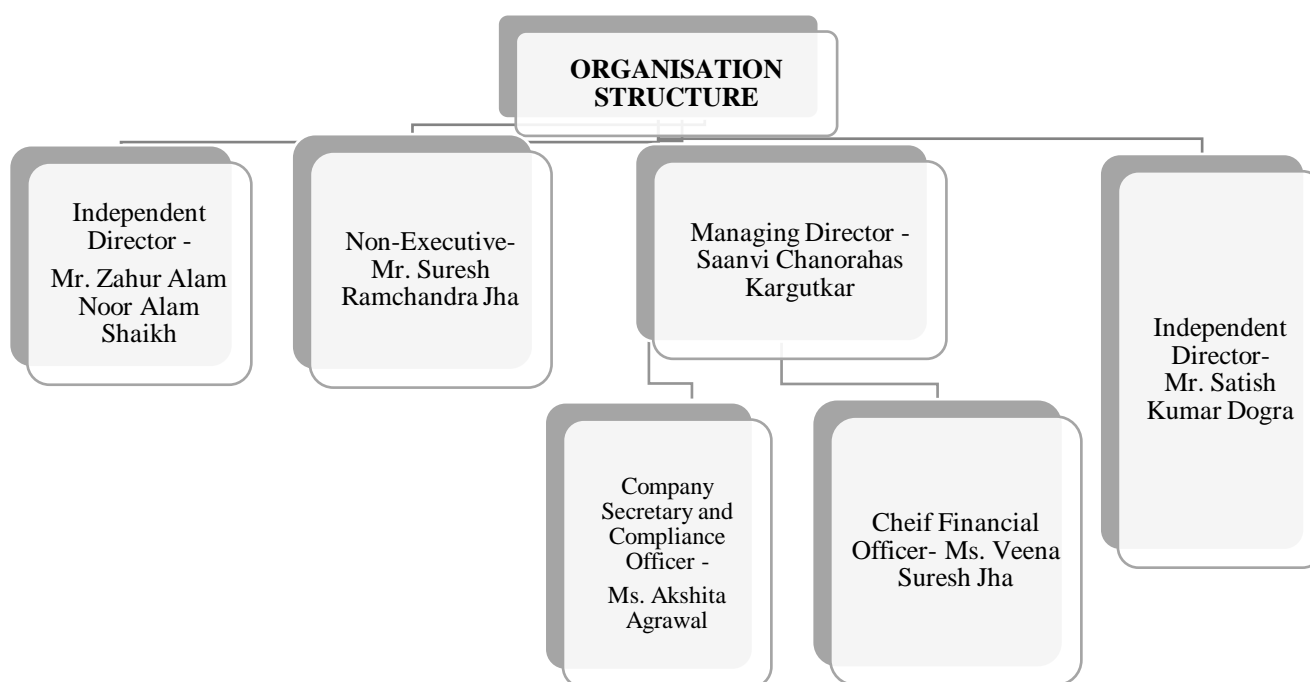 ORGANISATION
STRUCTURE
Independent
Director -
Mr. Zahur Alam
Noor Alam
Shaikh
Non-Executive-
Mr. Suresh
Ramchandra Jha
Managing Director -
Saanvi Chanorahas
Kargutkar
Independent
Director-
Mr. Satish
Kumar Dogra
Company
Secretary and
Compliance
Officer -
Ms. Akshita
Agrawal
Cheif Financial
Officer- Ms. Veena
Suresh Jha